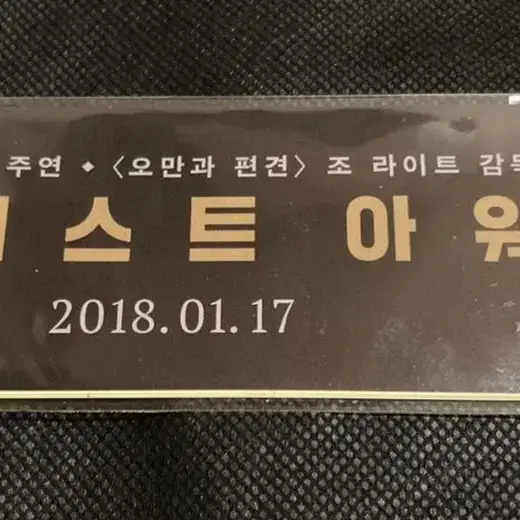 주연 ◆ 〈오만과 편견〉 조 라이트 감독
스트 아워
2018.01.17